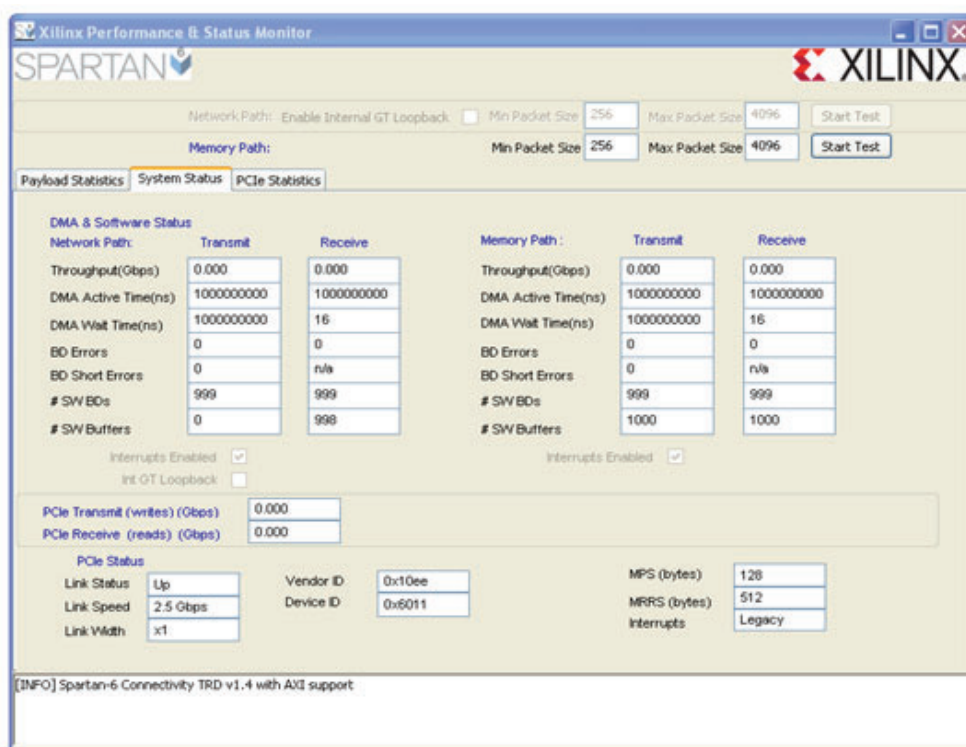 Xilinx Performance & Status Monitor
SPARTAN 6
XILINX
Network Path: Enable Internal GT Loopback Min Packet Size 256 Max Packet Size 4096 Start Test
Memory Path: Min Packet Size 256 Max Packet Size 4096 Start Test
Payload Statistics System Status PCIe Statistics
DMA & Software Status
Network Path: Transmit Receive Memory Path : Transmit Receive
Throughput(Gbps) 0.000 0.000 Throughput(Gbps) 0.000 0.000
DMA Active Time(ns) 1000000000 1000000000 DMA Active Time(ns) 1000000000 1000000000
DMA Wait Time(ns) 1000000000 16 DMA Wait Time(ns) 1000000000 16
BD Errors 0 0 BD Errors 0 0
BD Short Errors 0 n/a BD Short Errors 0 n/a
# SW BDs 999 999 # SW BDs 999 999
# SW Buffers 0 998 # SW Buffers 1000 1000
Interrupts Enabled Interrupts Enabled
Int GT Loopback
PCIe Transmit (writes) (Gbps) 0.000
PCIe Receive (reads) (Gbps) 0.000
PCIe Status
Link Status Up Vendor ID 0x10ee MPS (bytes) 128
Link Speed 2.5 Gbps Device ID 0x6011 MRRS (bytes) 512
Link Width x1 Interrupts Legacy
[INFO] Spartan-6 Connectivity TRD v1.4 with AXI support